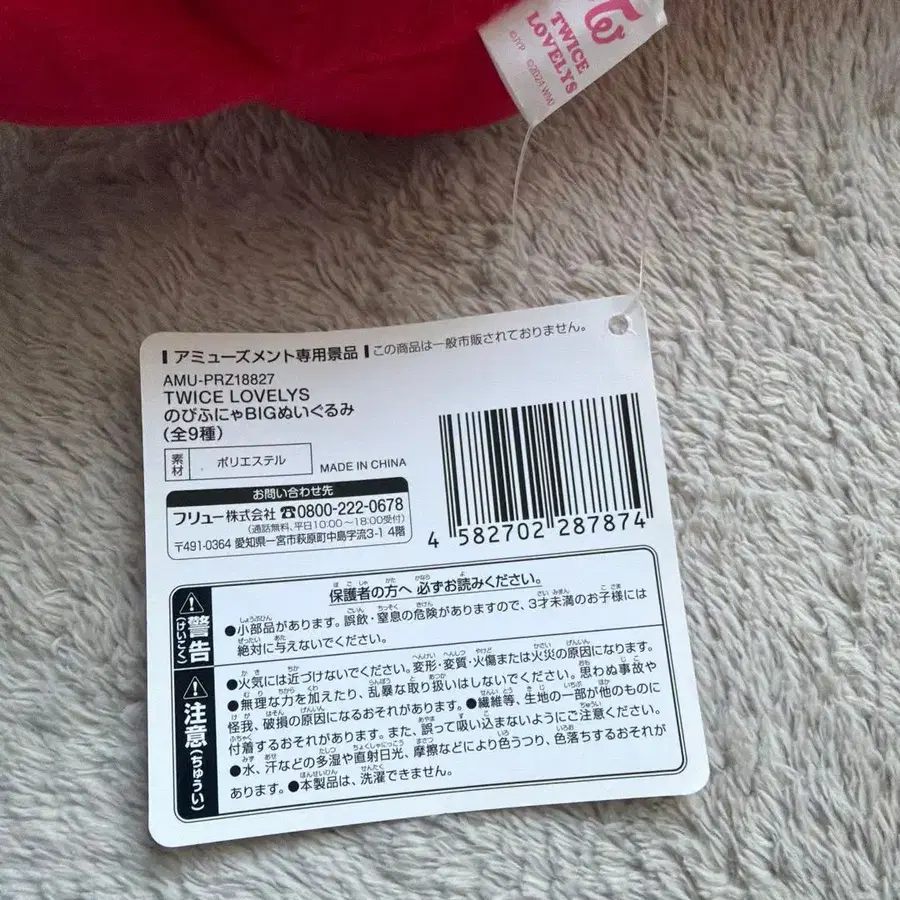 TWICE
LOVELYS
©JYP ©2024 WMJ
アミューズメント専用景品 この商品は一般市販されておりません。
AMU-PRZ18827
TWICE LOVELYS
のびふにゃBIGぬいぐるみ
(全9種)
素材 ポリエステル MADE IN CHINA
お問い合わせ先
フリュー株式会社 ☎0800-222-0678
(通話無料、平日10:00〜18:00受付)
〒491-0364 愛知県一宮市萩原町中島字流3-1 4階
4 582702 287874
保護者の方へ 必ずお読みください。
警告(けいこく)
●小部品があります。誤飲・窒息の危険がありますので、3才未満のお子様には
絶対に与えないでください。
注意(ちゅうい)
●火気には近づけないでください。変形・変質・火傷または火災の原因になります。
●無理な力を加えたり、乱暴な取り扱いはしないでください。思わぬ事故や
怪我、破損の原因になるおそれがあります。●繊維等、生地の一部が他のものに
付着するおそれがあります。また、誤って吸い込まないようにご注意ください。
●水、汗などの多湿や直射日光、摩擦などにより色うつり、色落ちするおそれが
あります。●本製品は、洗濯できません。